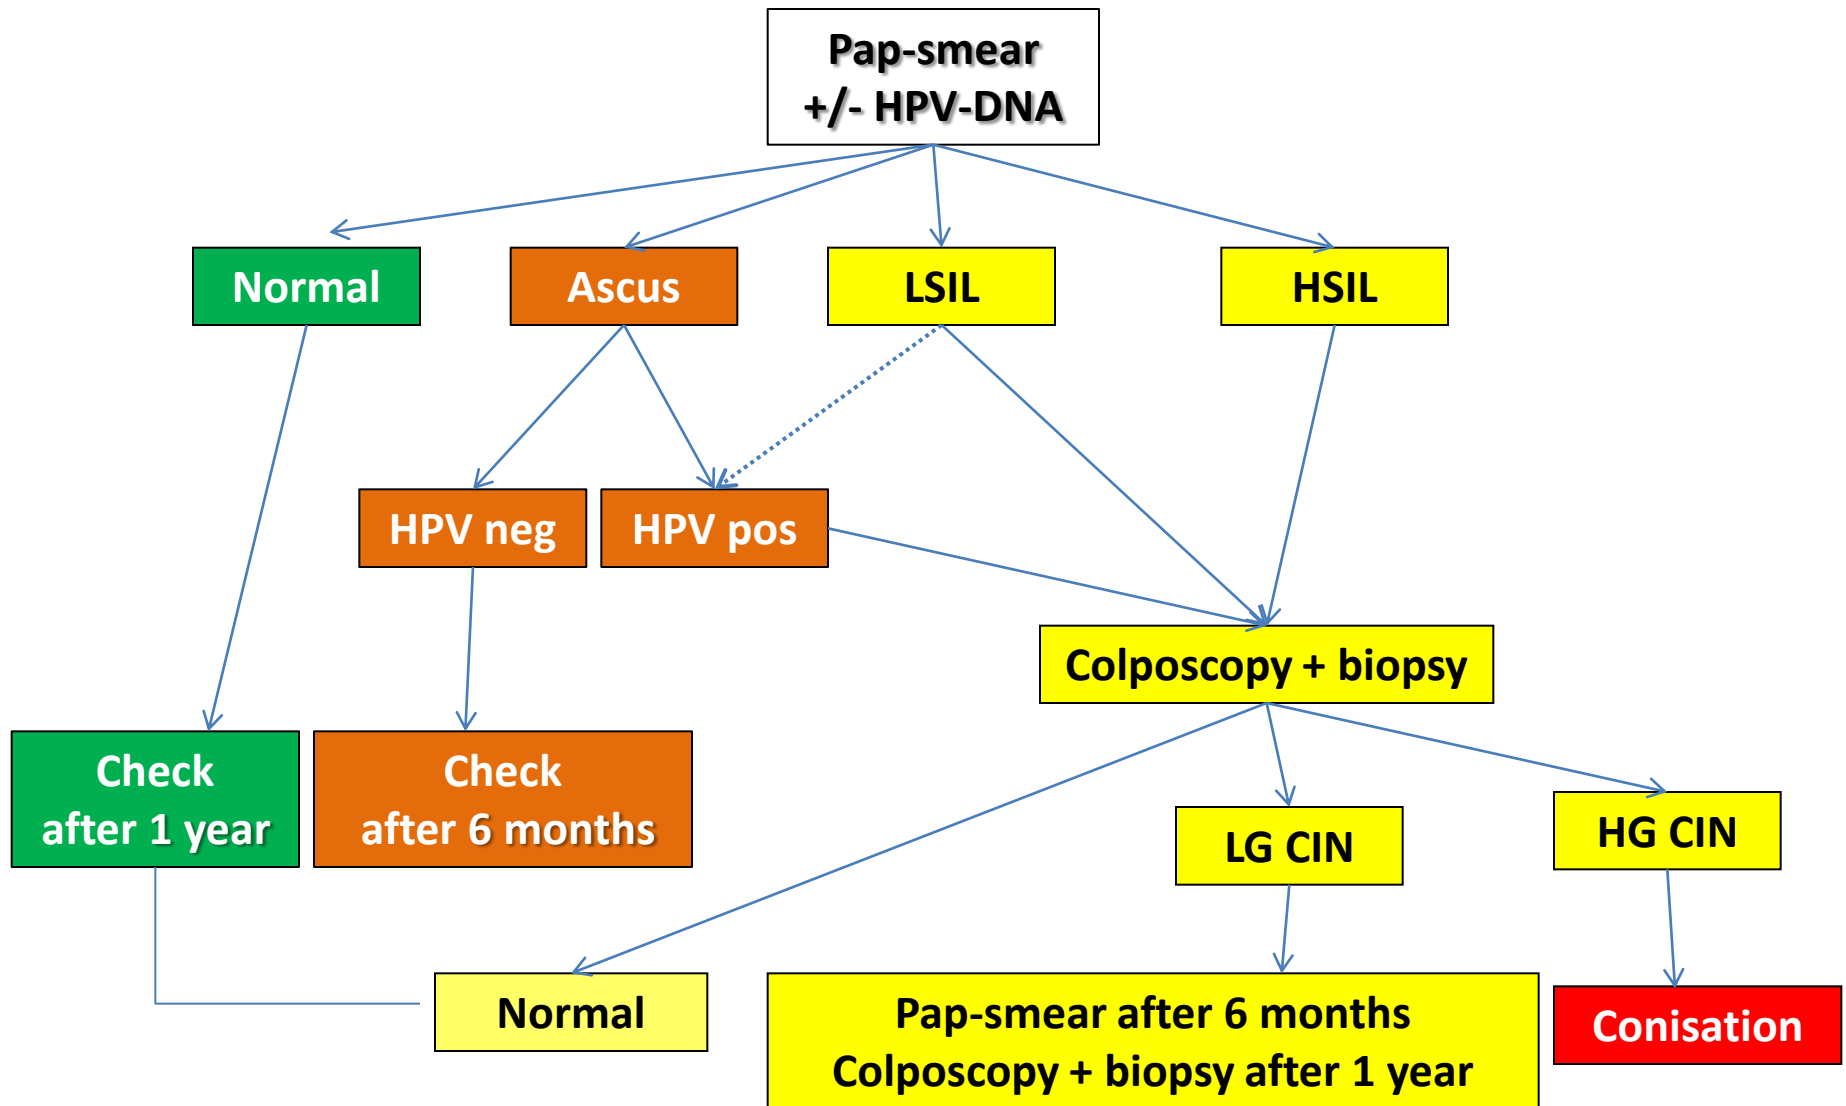 Pap-smear
+/- HPV-DNA
Normal
Ascus
LSIL
HSIL
HPV neg
HPV pos
Colposcopy + biopsy
Check
after 1 year
Check
after 6 months
LG CIN
HG CIN
Normal
Pap-smear after 6 months
Colposcopy + biopsy after 1 year
Conisation